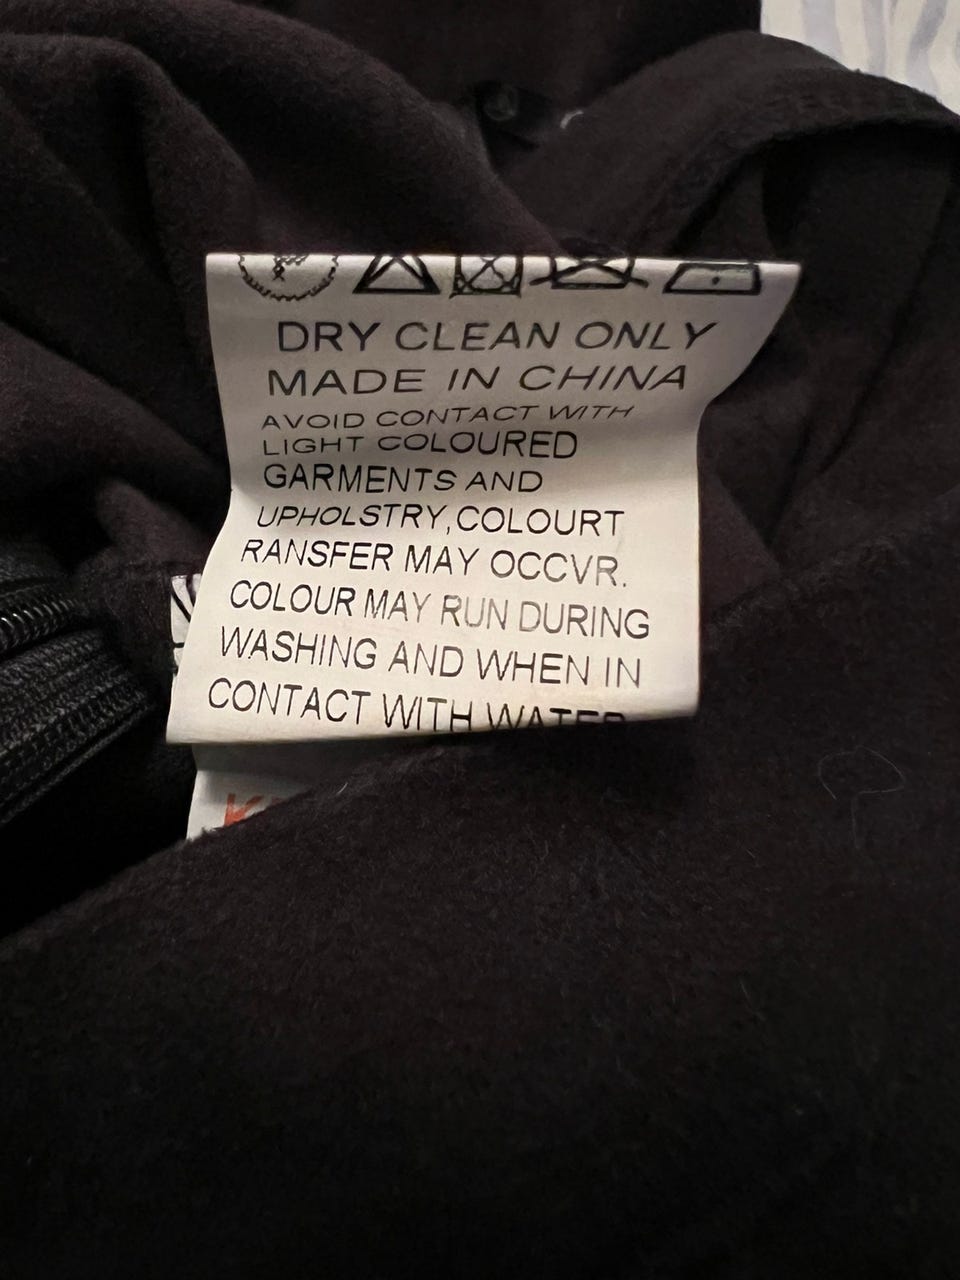 DRY CLEAN ONLY
MADE IN CHINA
AVOID CONTACT WITH
LIGHT COLOURED
GARMENTS AND
UPHOLSTRY,COLOURT
RANSFER MAY OCCVR.
COLOUR MAY RUN DURING
WASHING AND WHEN IN
CONTACT WITH WATER